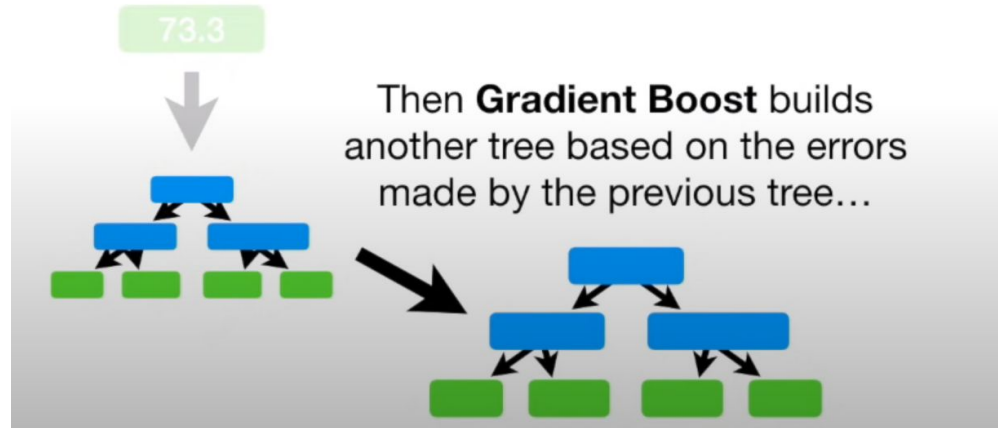 73.3
Then Gradient Boost builds
another tree based on the errors
made by the previous tree...